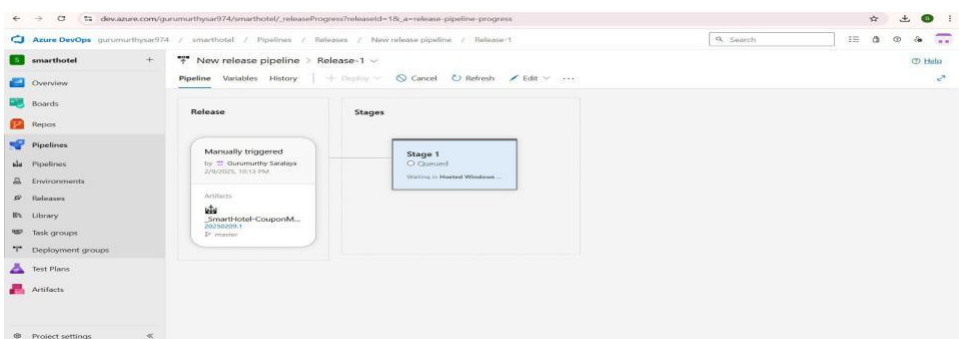 dev.azure.com/gurumurthysar974/smarthotel/_releaseProgress?releaseId=1&_a=release-pipeline-progress
Azure DevOps gurumurthysar974 / smarthotel / Pipelines / Releases / New release pipeline / Release-1
Search
S smarthotel +
New release pipeline > Release-1
Help
Pipeline Variables History + Deploy Cancel Refresh Edit ...
Overview
Boards
Repos
Pipelines
Pipelines
Environments
Releases
Library
Task groups
Deployment groups
Test Plans
Artifacts
Project settings
Release
Stages
Manually triggered
by Gurumurthy Saralaya
2/9/2025, 10:13 PM
Artifacts
_SmartHotel-CouponM...
20250209.1
master
Stage 1
Queued
Waiting in Hosted Windows ...